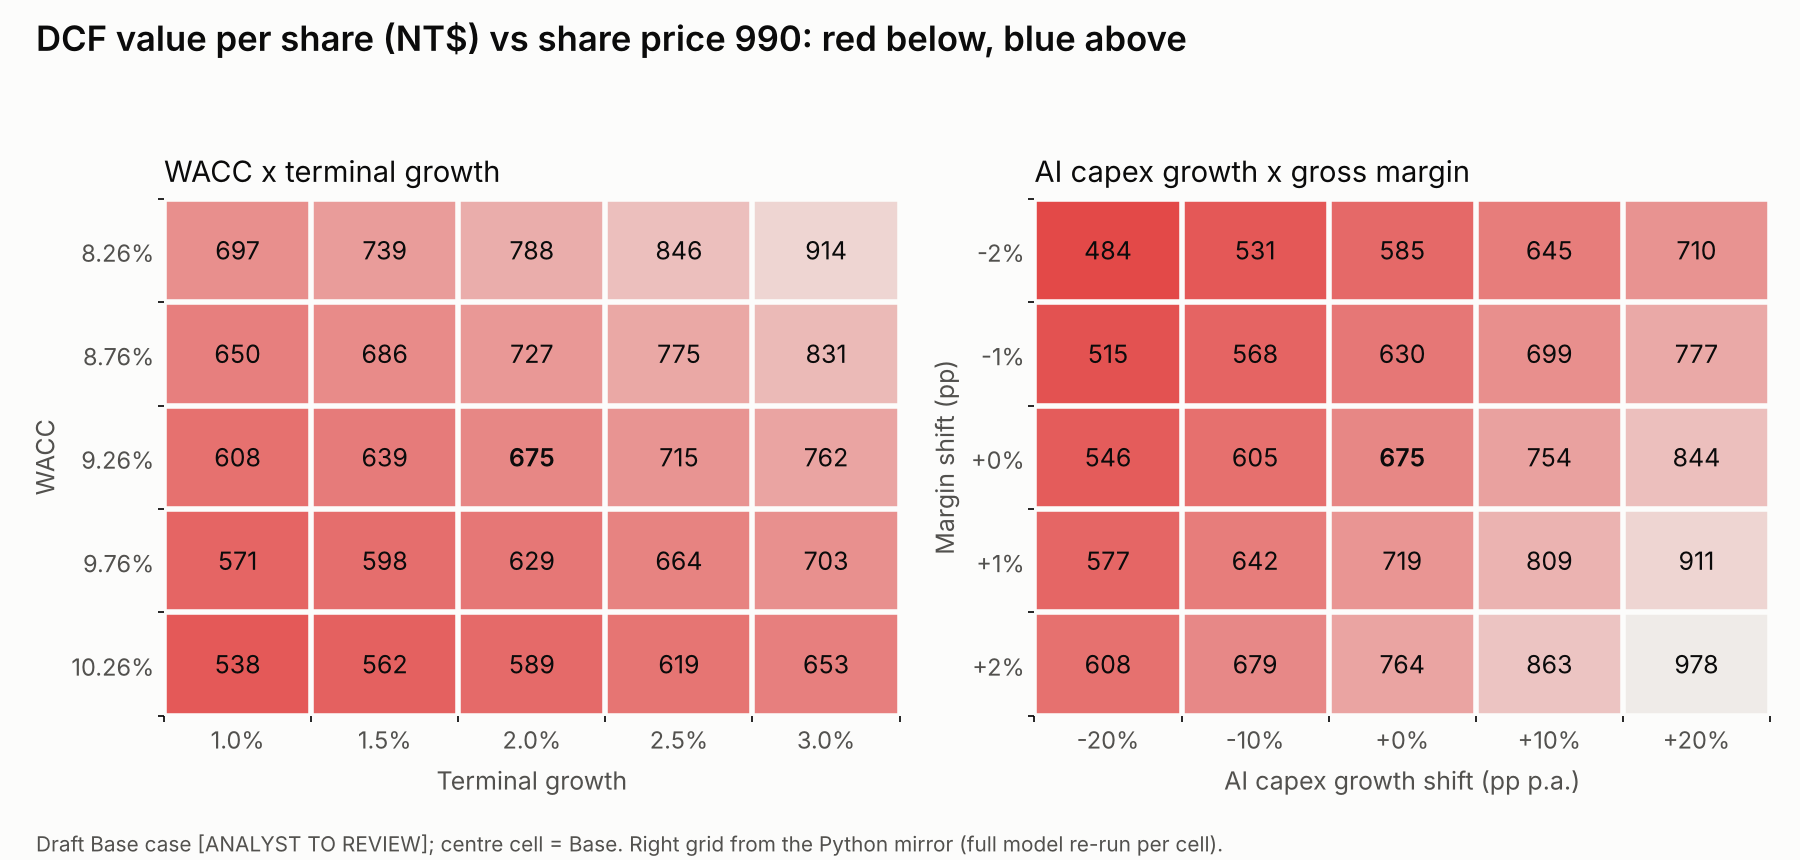 DCF value per share (NT$) vs share price 990: red below, blue above
WACC x terminal growth
WACC
8.26% 697 739 788 846 914
8.76% 650 686 727 775 831
9.26% 608 639 675 715 762
9.76% 571 598 629 664 703
10.26% 538 562 589 619 653
1.0% 1.5% 2.0% 2.5% 3.0%
Terminal growth
AI capex growth x gross margin
Margin shift (pp)
-2% 484 531 585 645 710
-1% 515 568 630 699 777
+0% 546 605 675 754 844
+1% 577 642 719 809 911
+2% 608 679 764 863 978
-20% -10% +0% +10% +20%
AI capex growth shift (pp p.a.)
Draft Base case [ANALYST TO REVIEW]; centre cell = Base. Right grid from the Python mirror (full model re-run per cell).